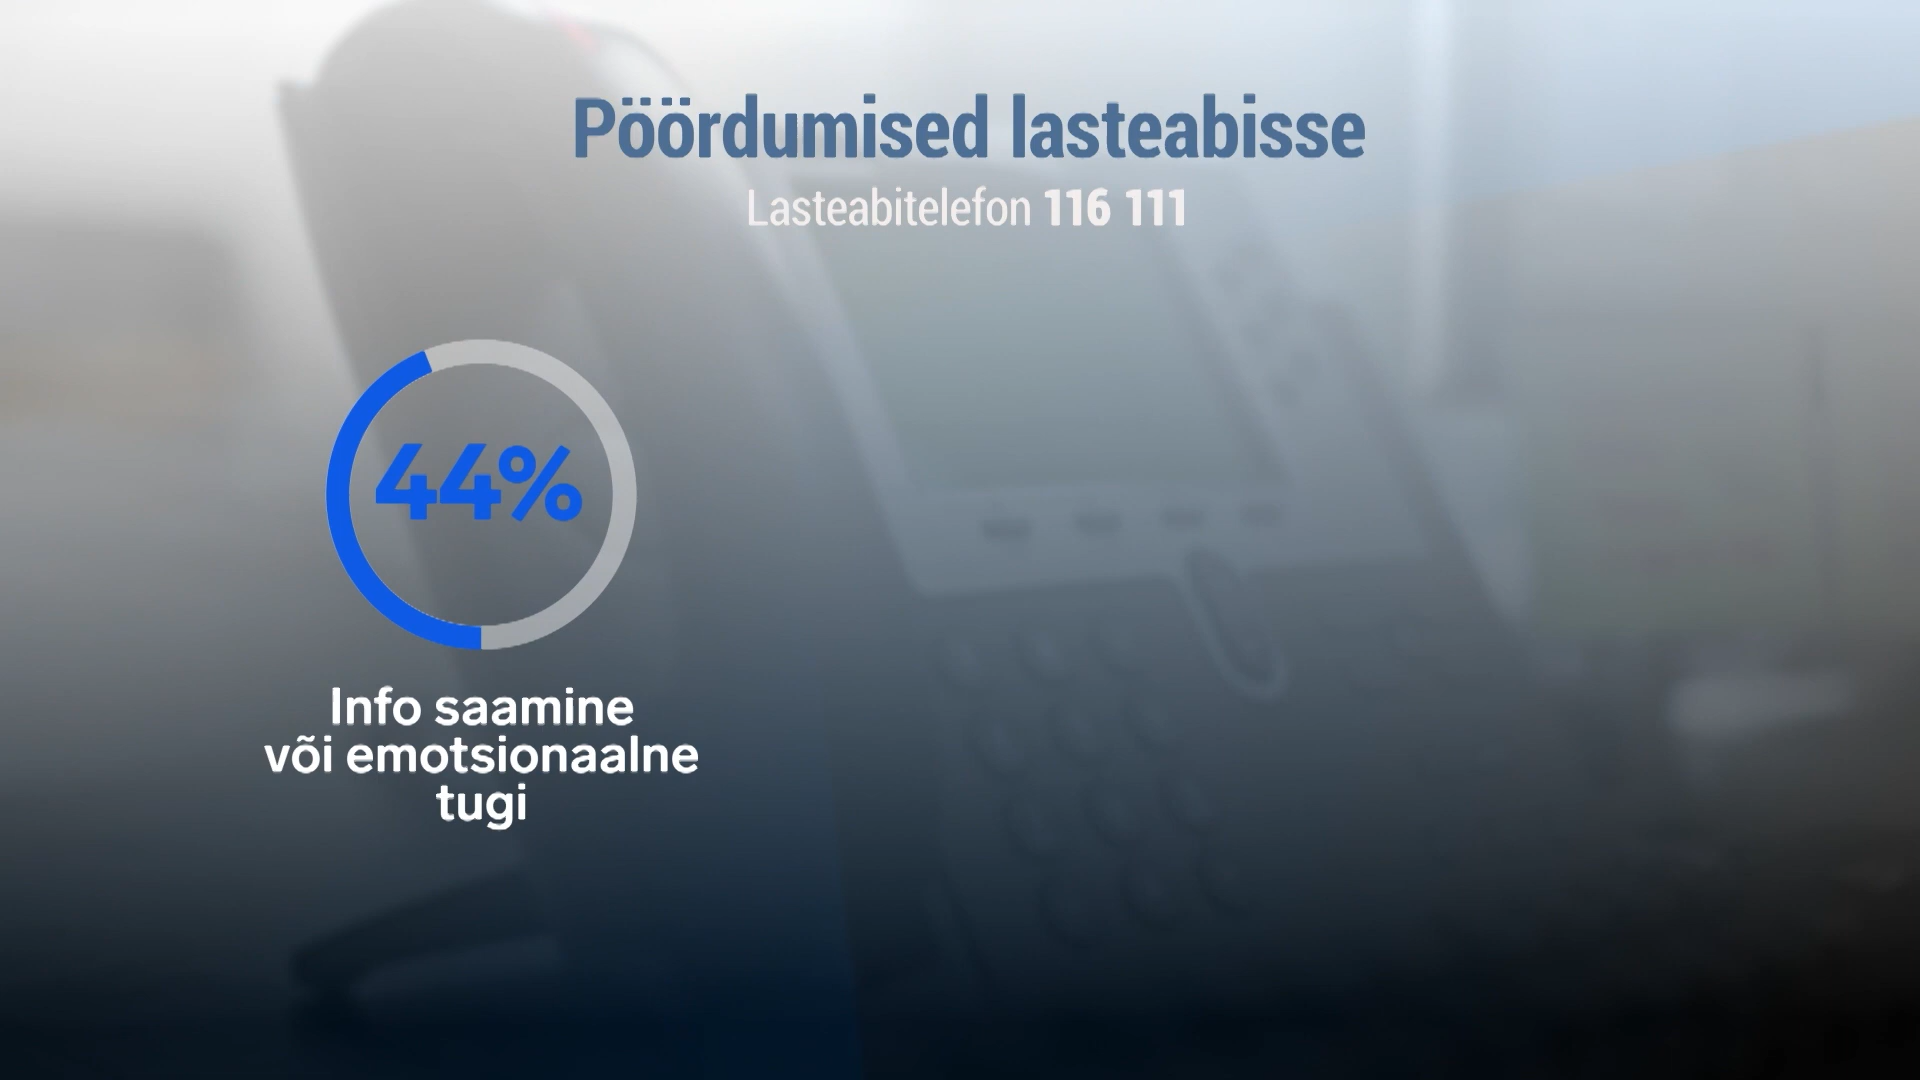 Pöördumised lasteabisse
Lasteabitelefon 116 111
44%
Info saamine
või emotsionaalne
tugi